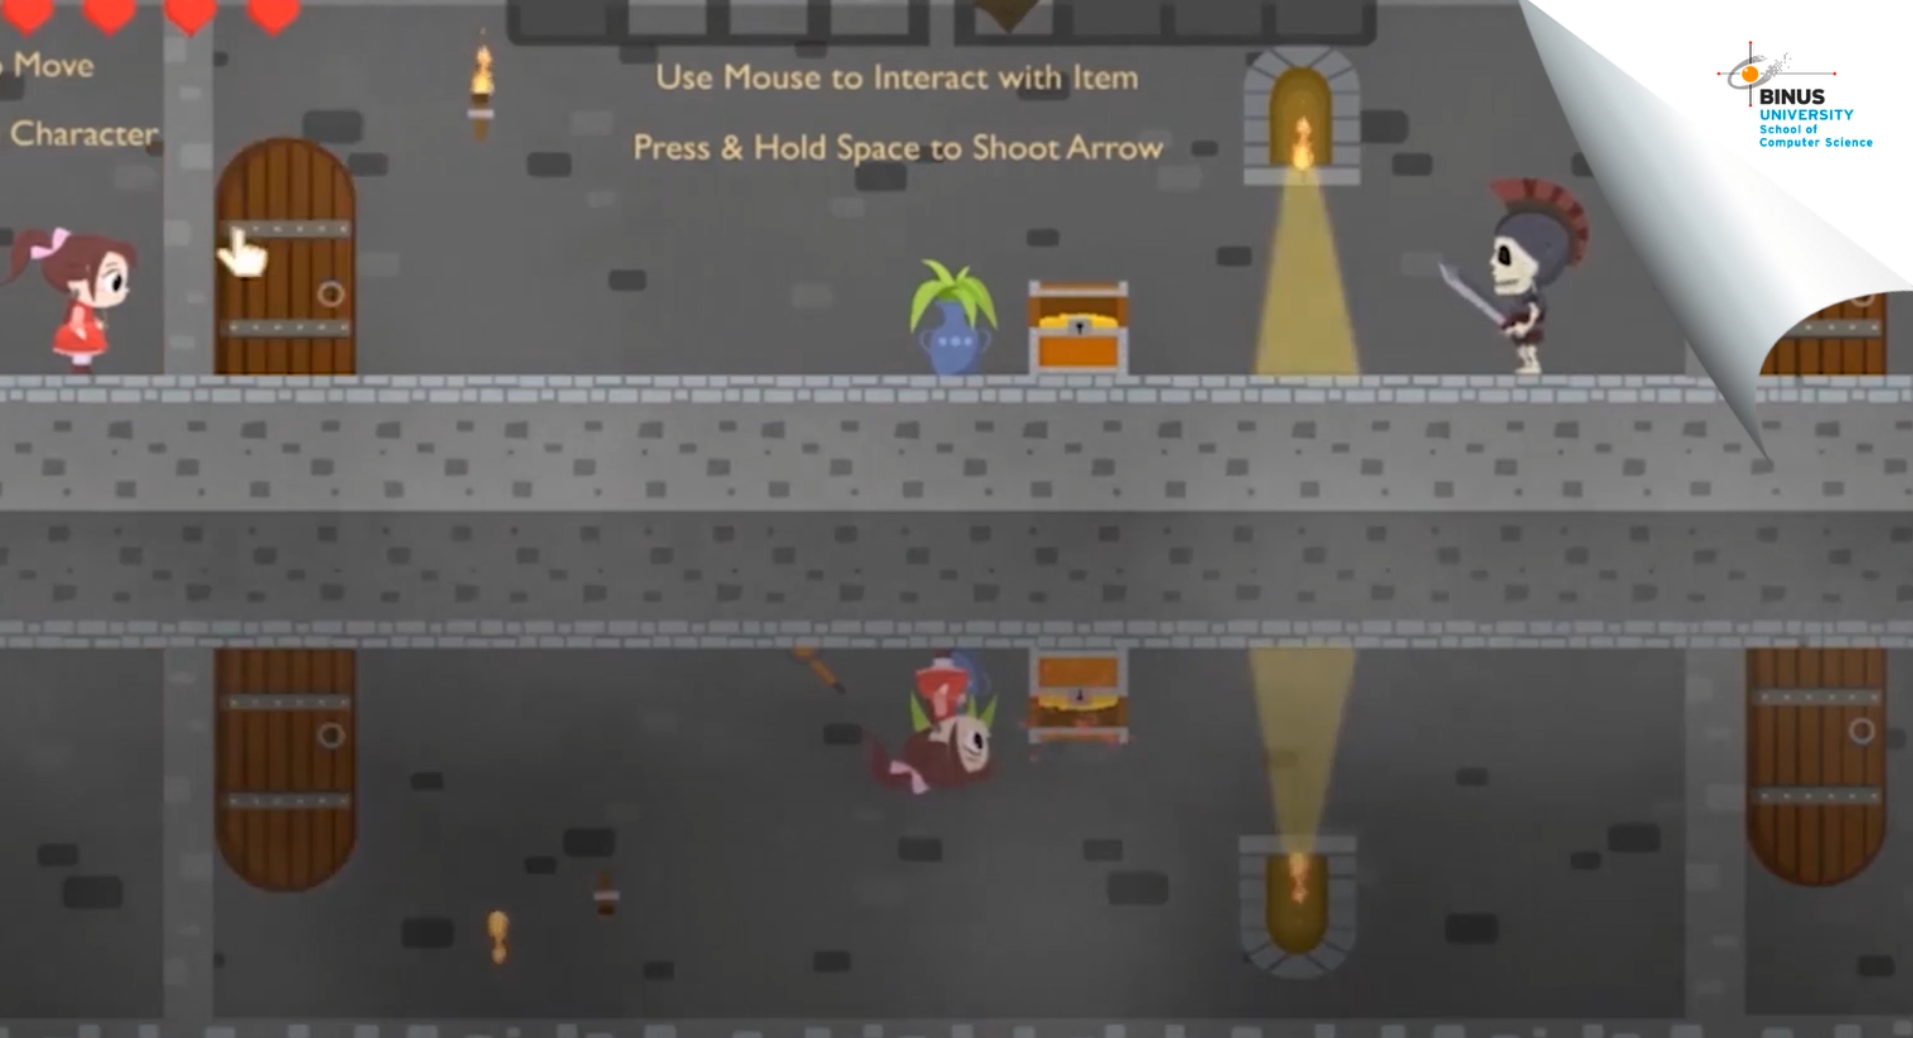 Move
Character
Use Mouse to Interact with Item
Press & Hold Space to Shoot Arrow
BINUS
UNIVERSITY
School of
Computer Science